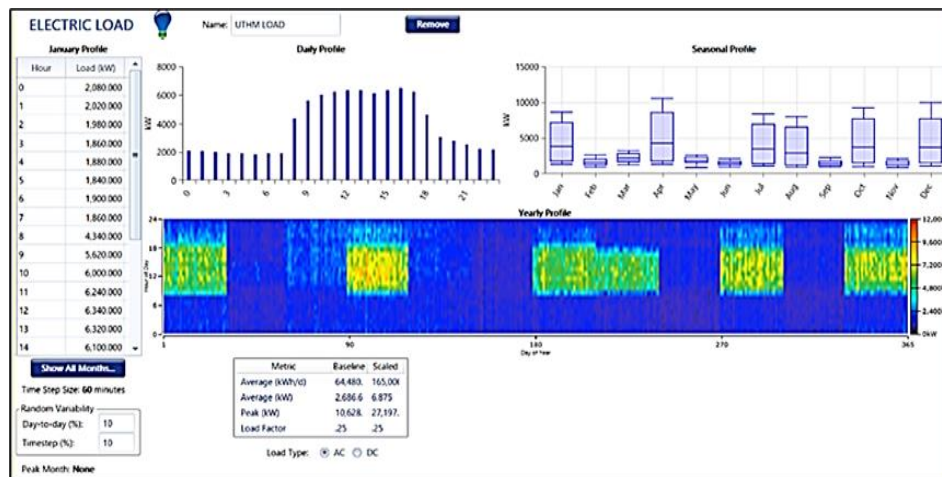 ELECTRIC LOAD
Name: UTHM LOAD
Remove
January Profile
Hour Load (kW)
0 2,080.000
1 2,020.000
2 1,980.000
3 1,860.000
4 1,880.000
5 1,840.000
6 1,900.000
7 1,860.000
8 4,340.000
9 5,620.000
10 6,000.000
11 6,240.000
12 6,340.000
13 6,320.000
14 6,100.000
Show All Months...
Time Step Size: 60 minutes
Random Variability
Day-to-day (%): 10
Timestep (%): 10
Peak Month: None
Daily Profile
kW
8000
6000
4000
2000
0
0 3 6 9 12 15 18 21
Seasonal Profile
kW
15000
10000
5000
0
Jan Feb Mar Apr May Jun Jul Aug Sep Oct Nov Dec
Yearly Profile
Hour of Day
24
18
12
6
0
1 90 180 270 365
Day of Year
12,00
9,600
7,200
4,800
2,400
0kW
Metric Baseline Scaled
Average (kWh/d) 64,480. 165,00
Average (kW) 2,686.6 6,875
Peak (kW) 10,628. 27,197.
Load Factor .25 .25
Load Type: AC DC